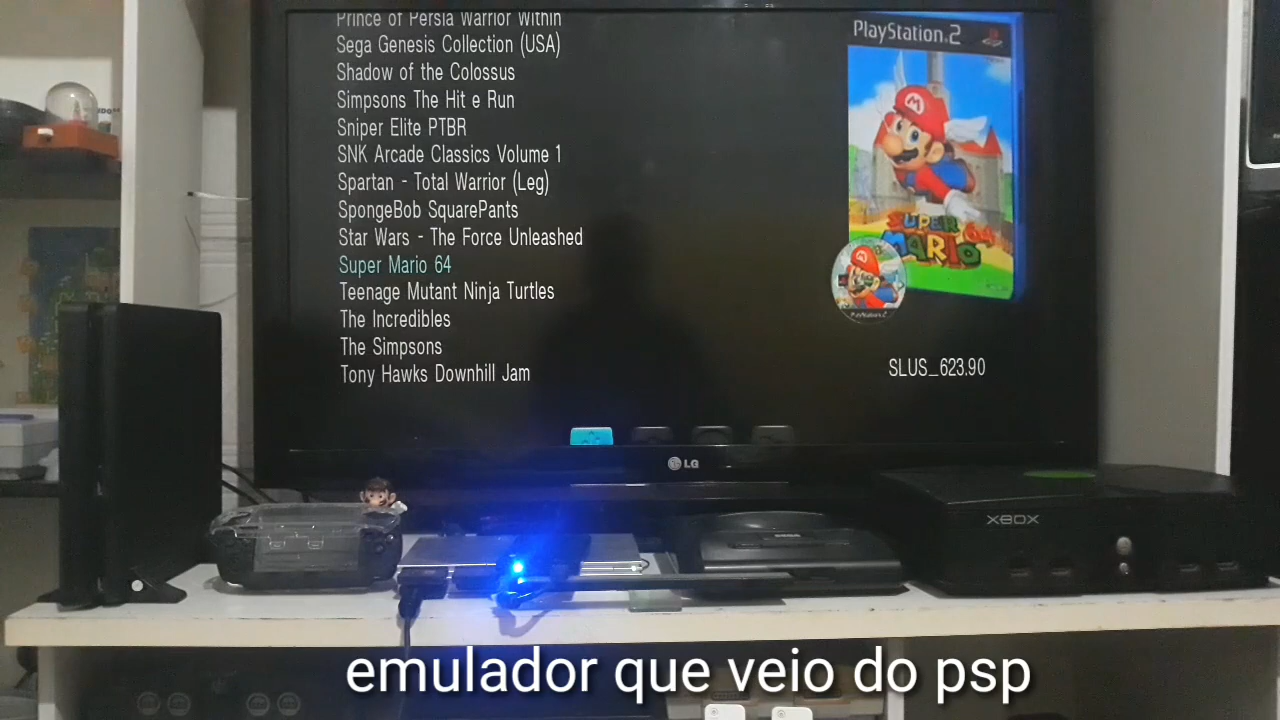 Prince of Persia Warrior Within
Sega Genesis Collection (USA)
Shadow of the Colossus
Simpsons The Hit e Run
Sniper Elite PTBR
SNK Arcade Classics Volume 1
Spartan - Total Warrior (Leg)
SpongeBob SquarePants
Star Wars - The Force Unleashed
Super Mario 64
Teenage Mutant Ninja Turtles
The Incredibles
The Simpsons
Tony Hawks Downhill Jam
PlayStation 2
M
SUPER
MARIO 64
SLUS_623.90
LG
SEGA
XBOX
emulador que veio do psp